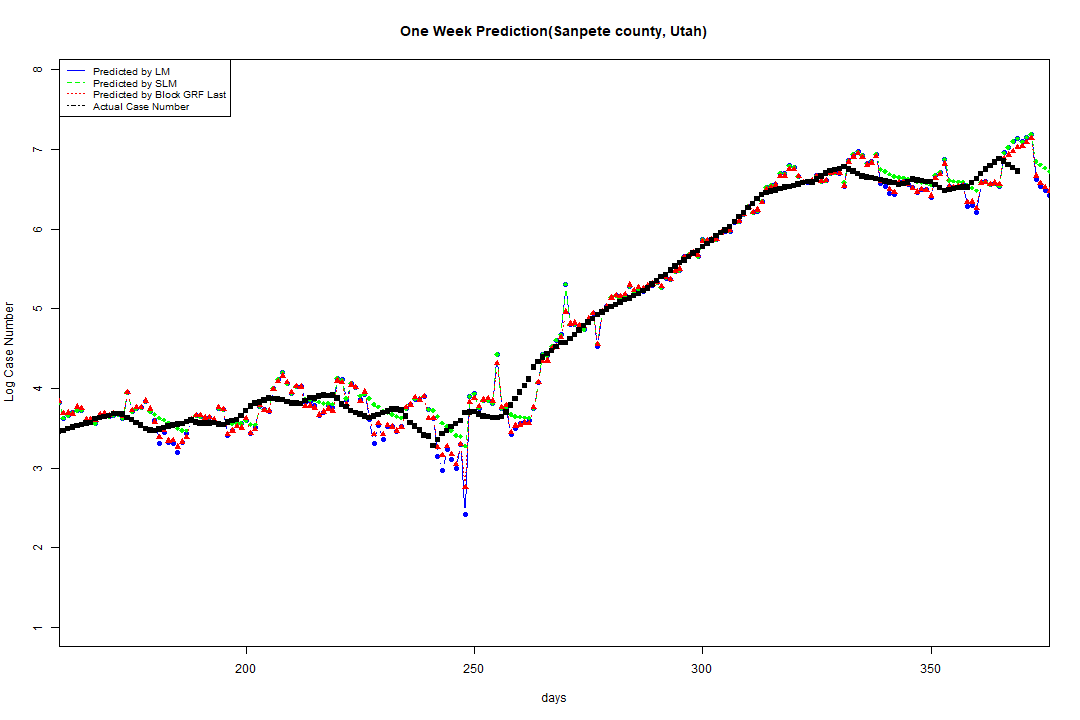 One Week Prediction(Sanpete county, Utah)
Predicted by LM
Predicted by SLM
Predicted by Block GRF Last
Actual Case Number
8
7
6
5
4
3
2
1
Log Case Number
200
250
300
350
days